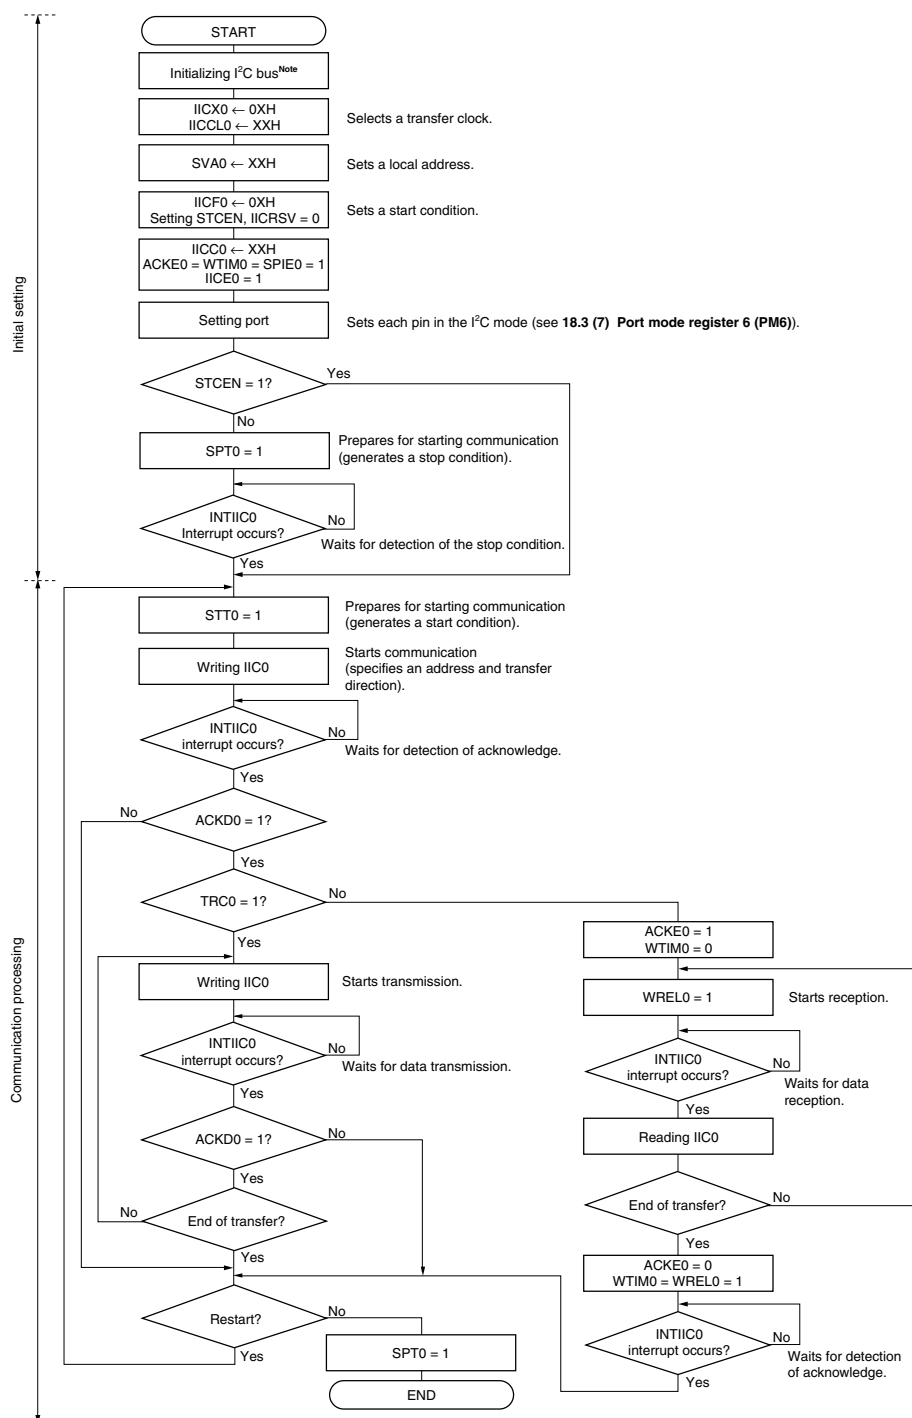 START
Initializing I²C busNote
IICX0 ← 0XH
IICCL0 ← XXH
Selects a transfer clock.
SVA0 ← XXH
Sets a local address.
IICF0 ← 0XH
Setting STCEN, IICRSV = 0
Sets a start condition.
IICC0 ← XXH
ACKE0 = WTIM0 = SPIE0 = 1
IICE0 = 1
Initial setting
Setting port
Sets each pin in the I²C mode (see 18.3 (7) Port mode register 6 (PM6)).
STCEN = 1?
Yes
No
SPT0 = 1
Prepares for starting communication
(generates a stop condition).
INTIIC0
Interrupt occurs?
No
Waits for detection of the stop condition.
Yes
STT0 = 1
Prepares for starting communication
(generates a start condition).
Writing IIC0
Starts communication
(specifies an address and transfer
direction).
INTIIC0
interrupt occurs?
No
Waits for detection of acknowledge.
Yes
No
ACKD0 = 1?
Yes
TRC0 = 1?
No
Yes
Communication processing
Writing IIC0
Starts transmission.
INTIIC0
interrupt occurs?
No
Waits for data transmission.
Yes
ACKD0 = 1?
No
Yes
No
End of transfer?
Yes
ACKE0 = 1
WTIM0 = 0
WREL0 = 1
Starts reception.
INTIIC0
interrupt occurs?
No
Waits for data
reception.
Yes
Reading IIC0
End of transfer?
No
Yes
ACKE0 = 0
WTIM0 = WREL0 = 1
INTIIC0
interrupt occurs?
No
Waits for detection
of acknowledge.
Yes
Restart?
No
Yes
SPT0 = 1
END